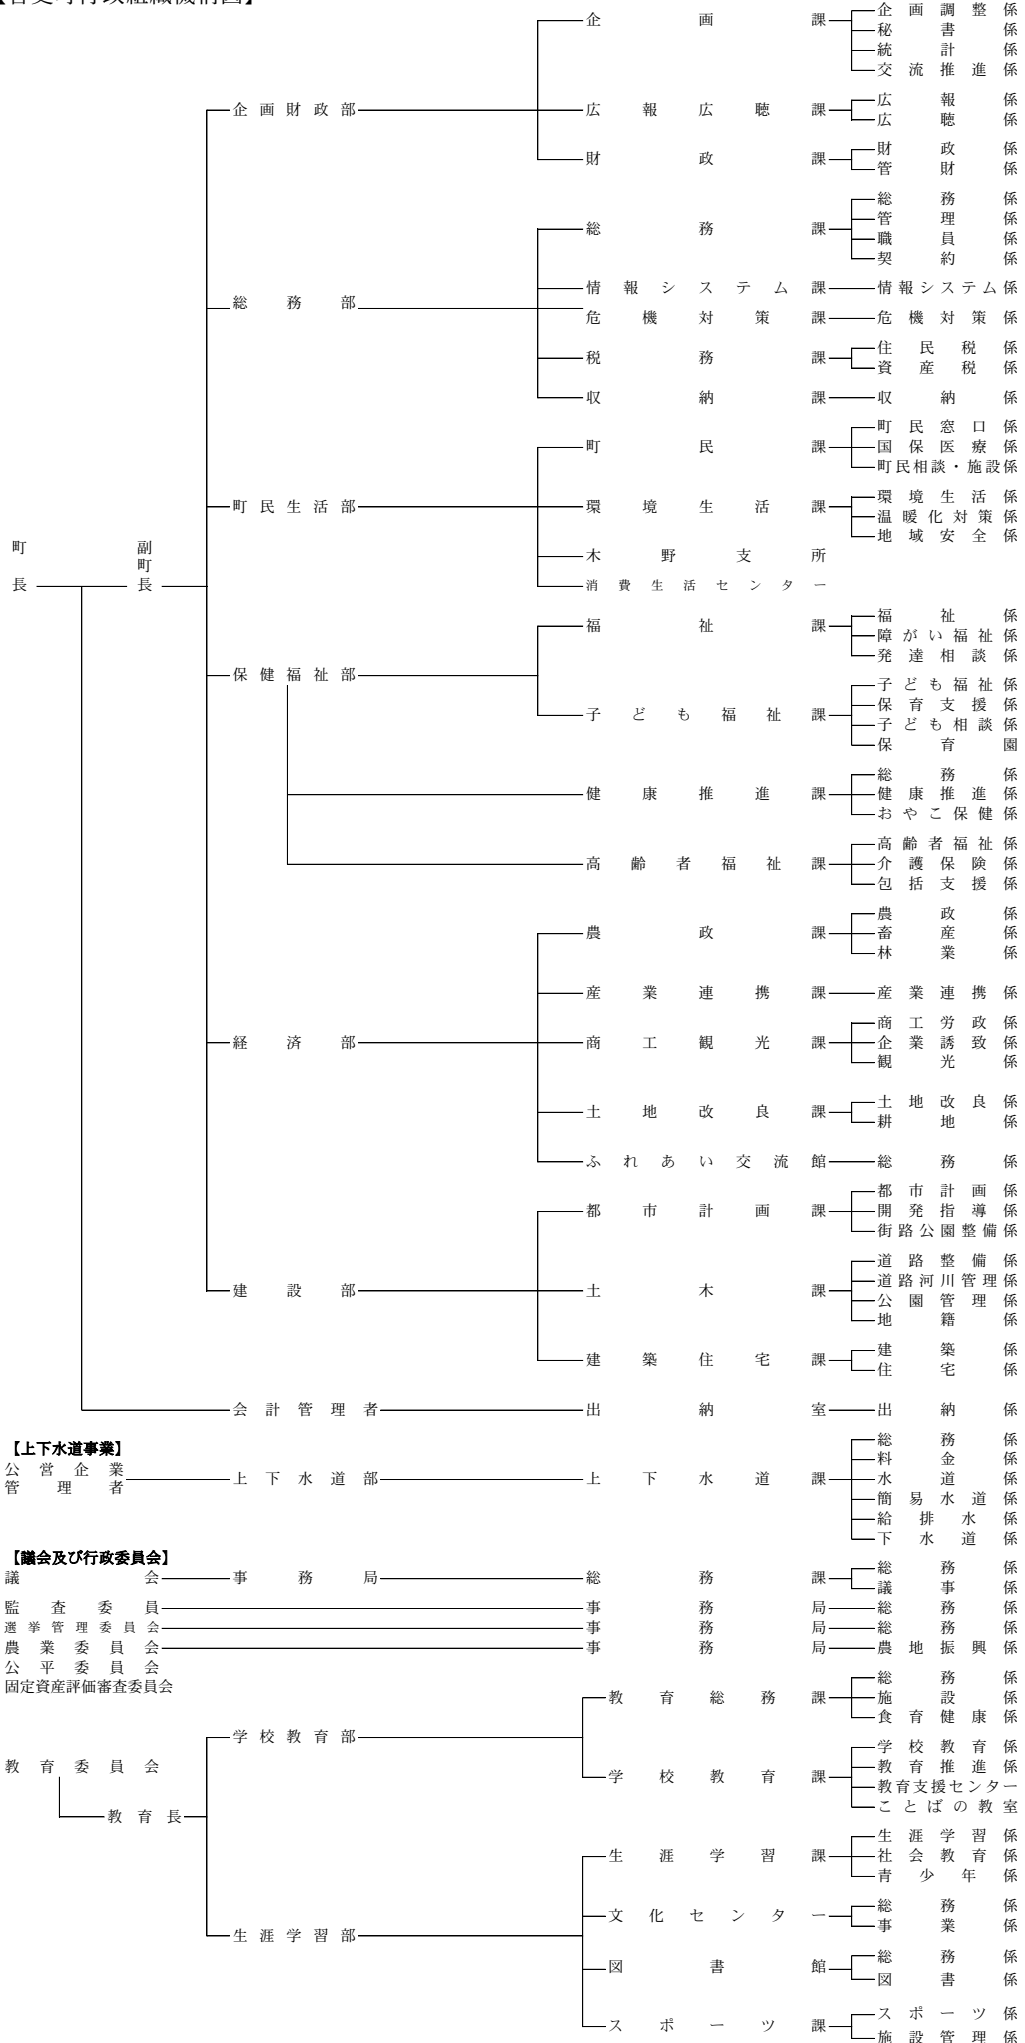 企画課
企画調整係
秘書係
統計係
交流推進係
企画財政部
広報広聴課
広報係
広聴係
財政課
財政係
管財係
総務部
総務課
総務係
管理係
職員係
契約係
情報システム課
情報システム係
危機対策課
危機対策係
税務課
住民税係
資産税係
収納課
収納係
町民生活部
町民課
町民窓口係
国保医療係
町民相談・施設係
環境生活課
環境生活係
温暖化対策係
地域安全係
木野支所
消費生活センター
町長
副町長
保健福祉部
福祉課
福祉係
障がい福祉係
発達相談係
子ども福祉課
子ども福祉係
保育支援係
子ども相談係
保育園
健康推進課
総務係
健康推進係
おやこ保健係
高齢者福祉課
高齢者福祉係
介護保険係
包括支援係
経済部
農政課
農政係
畜産係
林業係
産業連携課
産業連携係
商工観光課
商工労政係
企業誘致係
観光係
土地改良課
土地改良係
耕地係
ふれあい交流館
総務係
建設部
都市計画課
都市計画係
開発指導係
街路公園整備係
土木課
道路整備係
道路河川管理係
公園管理係
地籍係
建築住宅課
建築係
住宅係
会計管理者
出納室
出納係
【上下水道事業】
公営企業管理者
上下水道部
上下水道課
総務係
料金係
水道係
簡易水道係
給排水係
下水道係
【議会及び行政委員会】
議会
事務局
総務課
総務係
議事係
監査委員
事務局
総務係
選挙管理委員会
事務局
総務係
農業委員会
事務局
農地振興係
公平委員会
固定資産評価審査委員会
教育委員会
教育長
学校教育部
教育総務課
総務係
施設係
食育健康係
学校教育課
学校教育係
教育推進係
教育支援センター
ことばの教室
生涯学習部
生涯学習課
生涯学習係
社会教育係
青少年係
文化センター
総務係
事業係
図書館
総務係
図書係
スポーツ課
スポーツ係
施設管理係